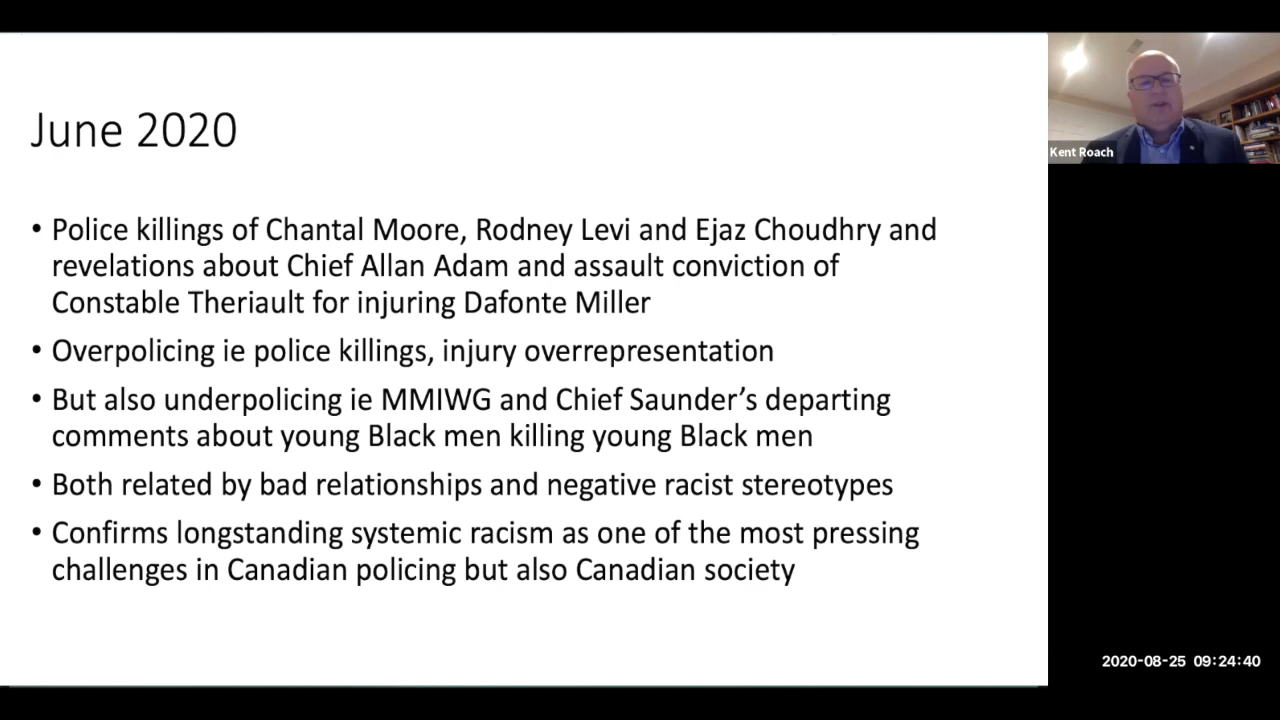 June 2020
• Police killings of Chantal Moore, Rodney Levi and Ejaz Choudhry and
revelations about Chief Allan Adam and assault conviction of
Constable Theriault for injuring Dafonte Miller
• Overpolicing ie police killings, injury overrepresentation
• But also underpolicing ie MMIWG and Chief Saunder’s departing
comments about young Black men killing young Black men
• Both related by bad relationships and negative racist stereotypes
• Confirms longstanding systemic racism as one of the most pressing
challenges in Canadian policing but also Canadian society
Kent Roach
2020-08-25 09:24:40